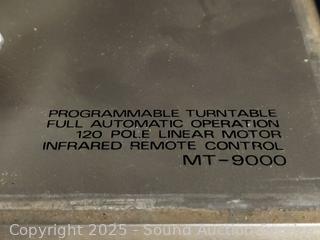 PROGRAMMABLE TURNTABLE
FULL AUTOMATIC OPERATION
120 POLE LINEAR MOTOR
INFRARED REMOTE CONTROL
MT-9000
Copyright 2025 - Sound Auction